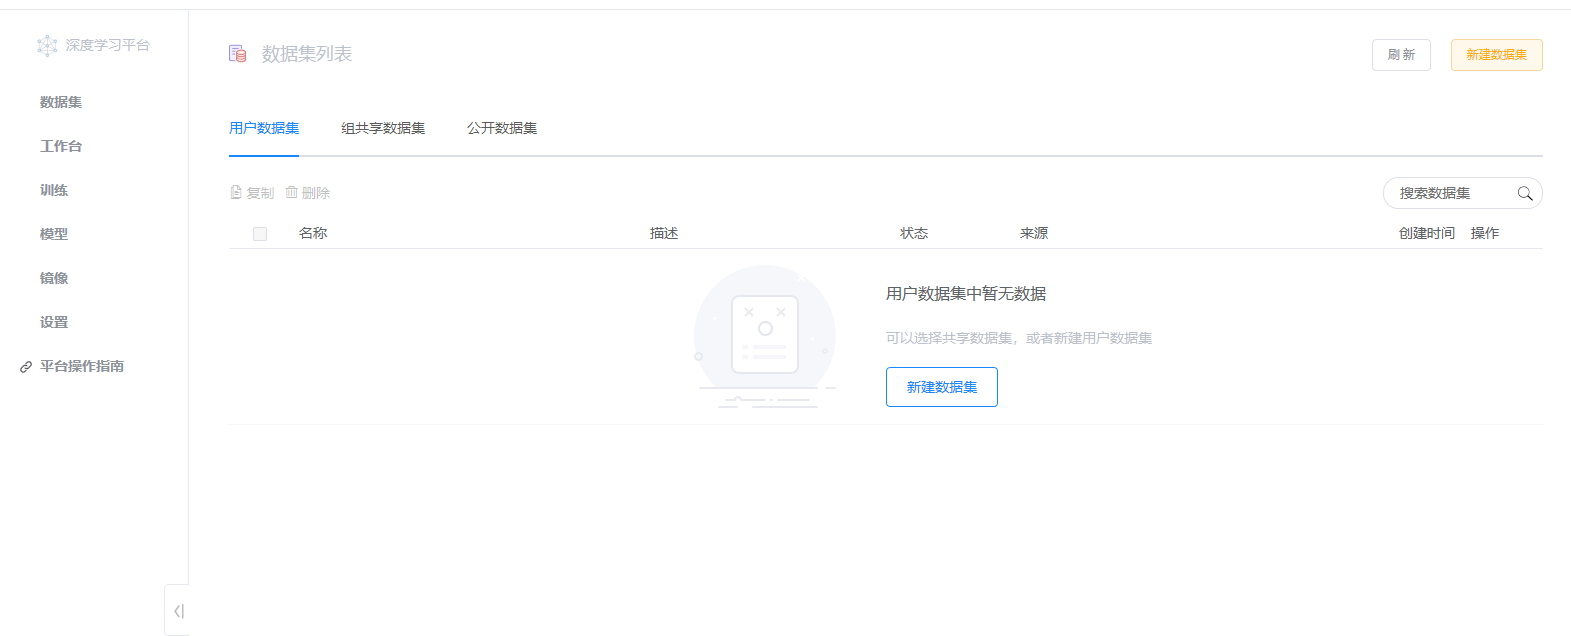 深度学习平台
数据集
工作台
训练
模型
镜像
设置
平台操作指南
数据集列表
刷 新
新建数据集
用户数据集 组共享数据集 公开数据集
复制 删除
搜索数据集
名称 描述 状态 来源 创建时间 操作
用户数据集中暂无数据
可以选择共享数据集，或者新建用户数据集
新建数据集